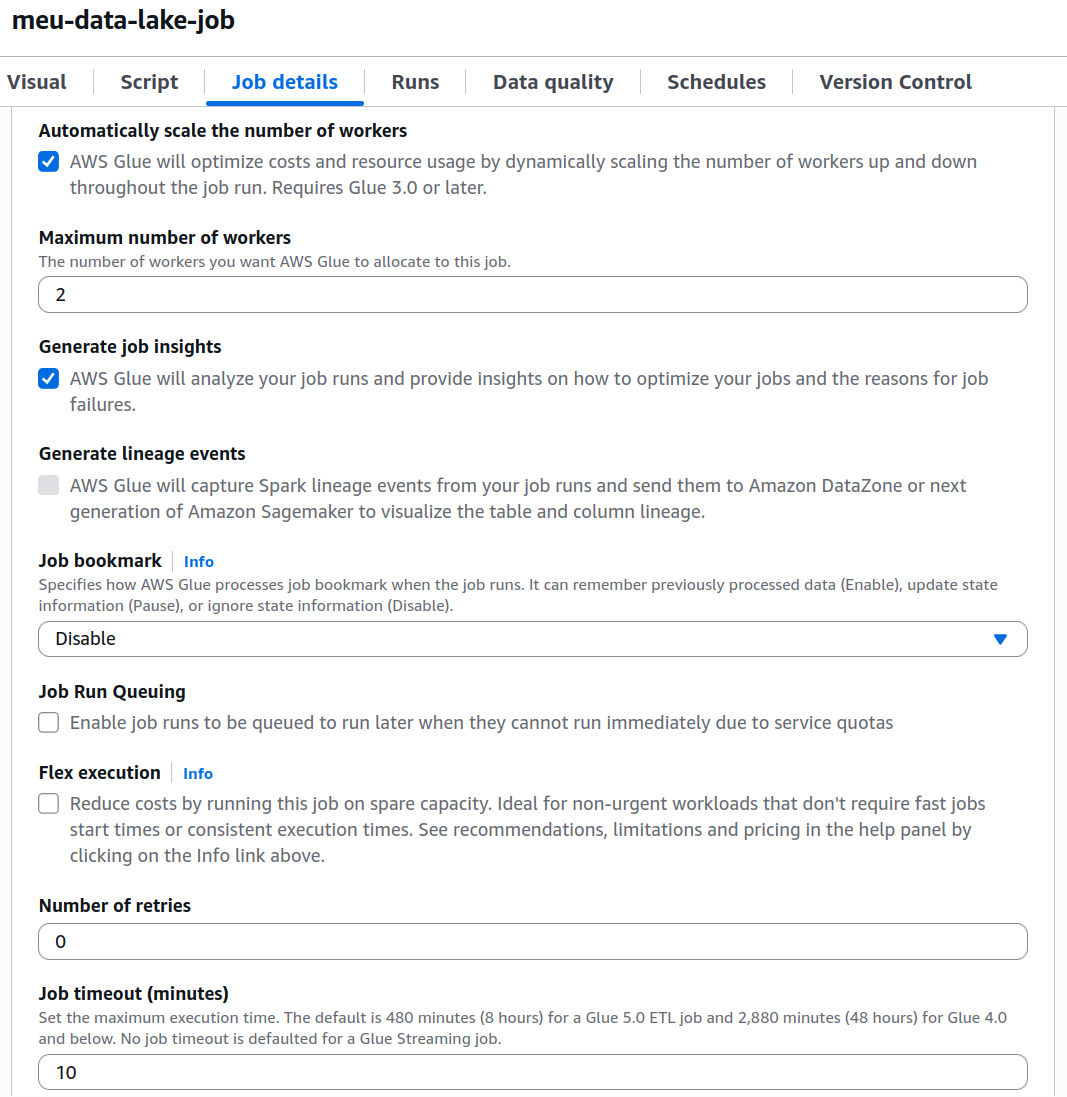 meu-data-lake-job
Visual
Script
Job details
Runs
Data quality
Schedules
Version Control
Automatically scale the number of workers
AWS Glue will optimize costs and resource usage by dynamically scaling the number of workers up and down
throughout the job run. Requires Glue 3.0 or later.
Maximum number of workers
The number of workers you want AWS Glue to allocate to this job.
2
Generate job insights
AWS Glue will analyze your job runs and provide insights on how to optimize your jobs and the reasons for job
failures.
Generate lineage events
AWS Glue will capture Spark lineage events from your job runs and send them to Amazon DataZone or next
generation of Amazon Sagemaker to visualize the table and column lineage.
Job bookmark Info
Specifies how AWS Glue processes job bookmark when the job runs. It can remember previously processed data (Enable), update state
information (Pause), or ignore state information (Disable).
Disable
Job Run Queuing
Enable job runs to be queued to run later when they cannot run immediately due to service quotas
Flex execution Info
Reduce costs by running this job on spare capacity. Ideal for non-urgent workloads that don't require fast jobs
start times or consistent execution times. See recommendations, limitations and pricing in the help panel by
clicking on the Info link above.
Number of retries
0
Job timeout (minutes)
Set the maximum execution time. The default is 480 minutes (8 hours) for a Glue 5.0 ETL job and 2,880 minutes (48 hours) for Glue 4.0
and below. No job timeout is defaulted for a Glue Streaming job.
10